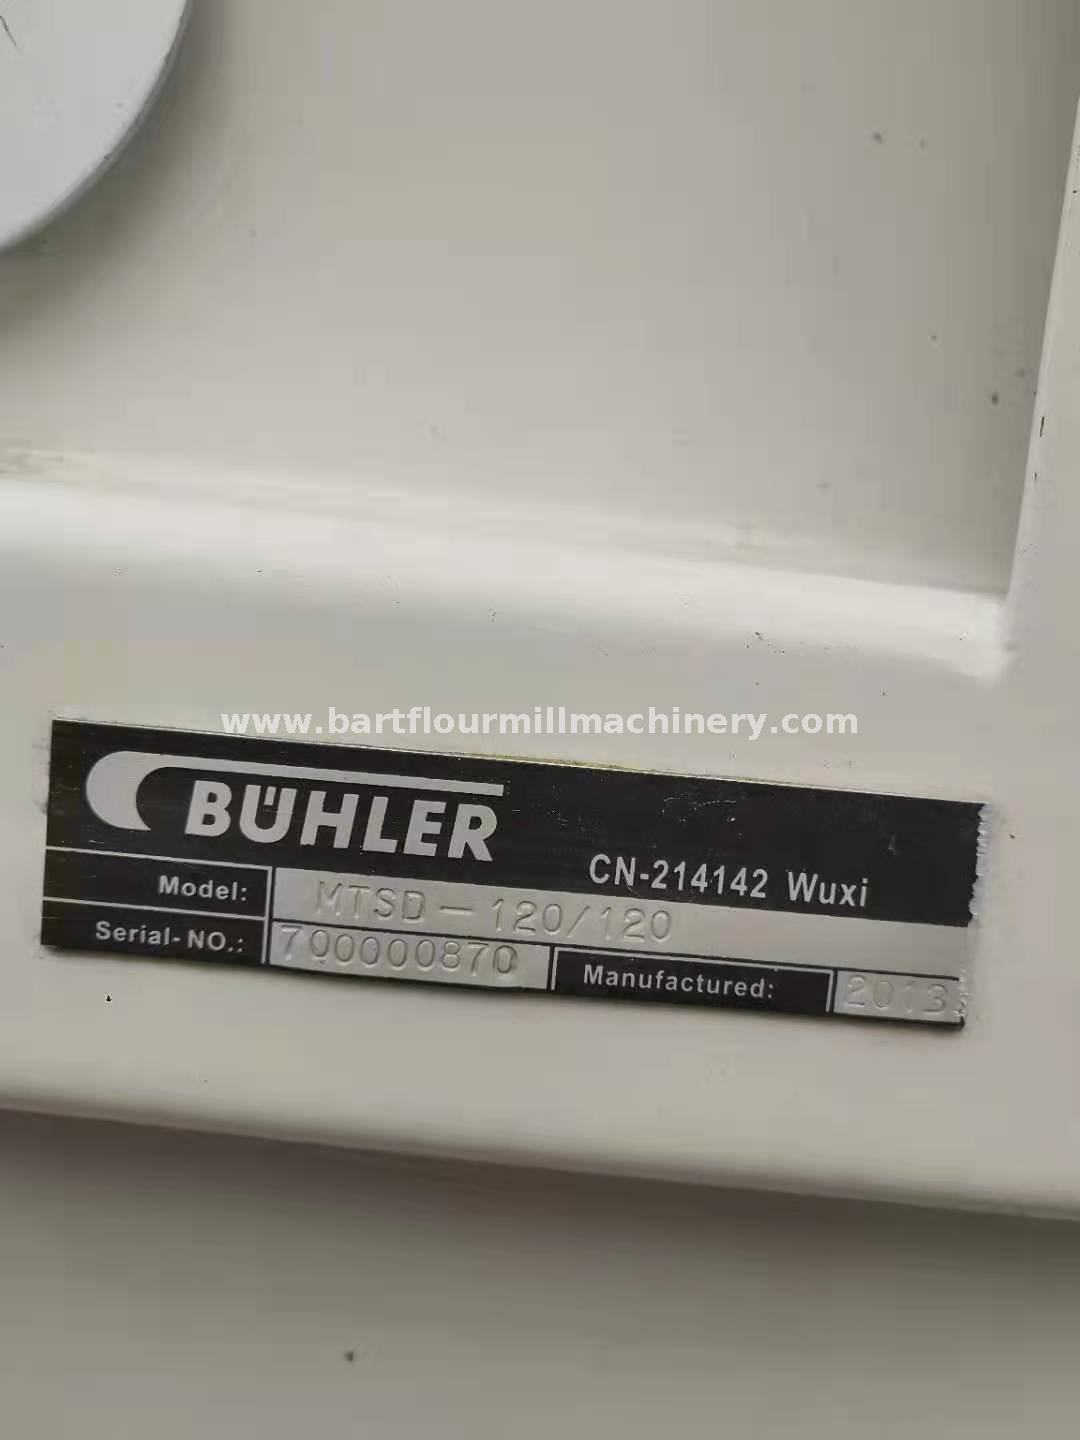 www.bartflourmillmachinery.com
BÜHLER
CN-214142 Wuxi
Model: MTSD-120/120
Serial-NO.: 700000870 Manufactured: 2013